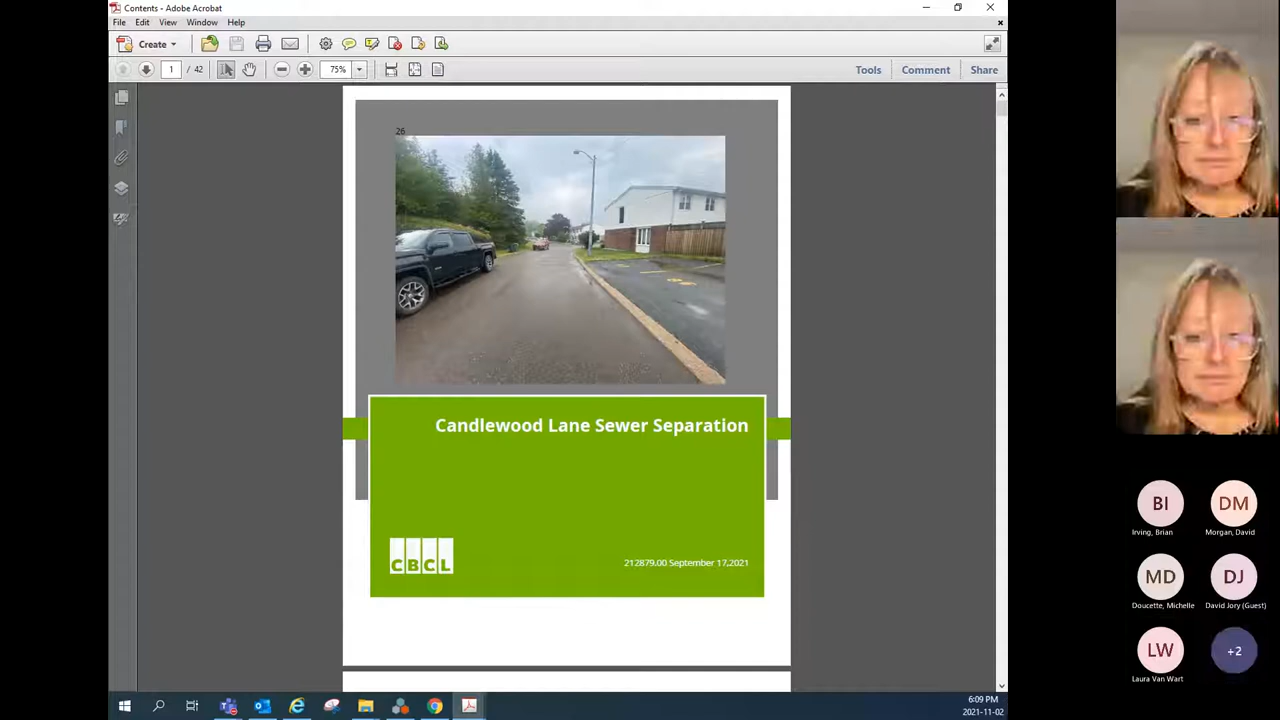 Contents - Adobe Acrobat
File Edit View Window Help
Create
1 / 42
75%
Tools Comment Share
26
Candlewood Lane Sewer Separation
CBCL
212879.00 September 17,2021
BI
Irving, Brian
DM
Morgan, David
MD
Doucette, Michelle
DJ
David Jory (Guest)
LW
Laura Van Wart
+2
6:09 PM
2021-11-02